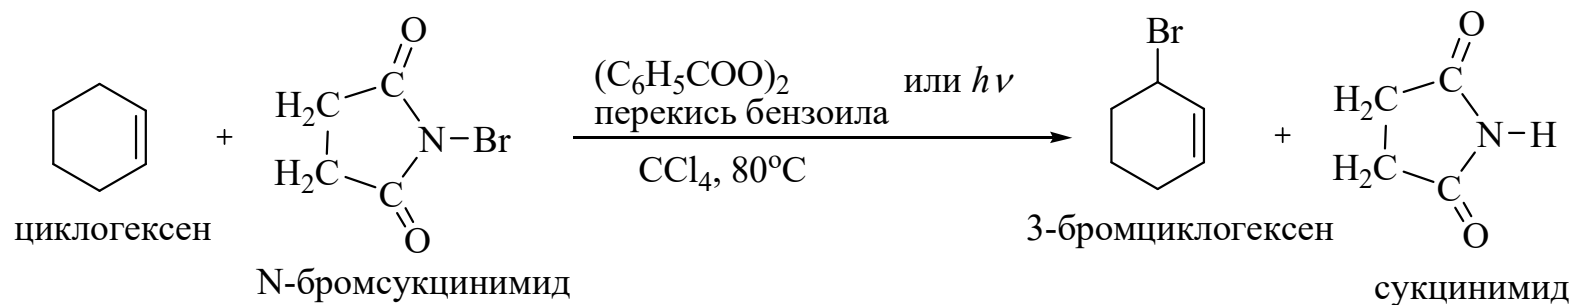 (C₆H₅COO)₂ или hν
перекись бензоила
CCl₄, 80°C
+
+
O
H₂C C
N–Br
H₂C C
O
Br
O
H₂C C
N–H
H₂C C
O
циклогексен
N-бромсукцинимид
3-бромциклогексен
сукцинимид